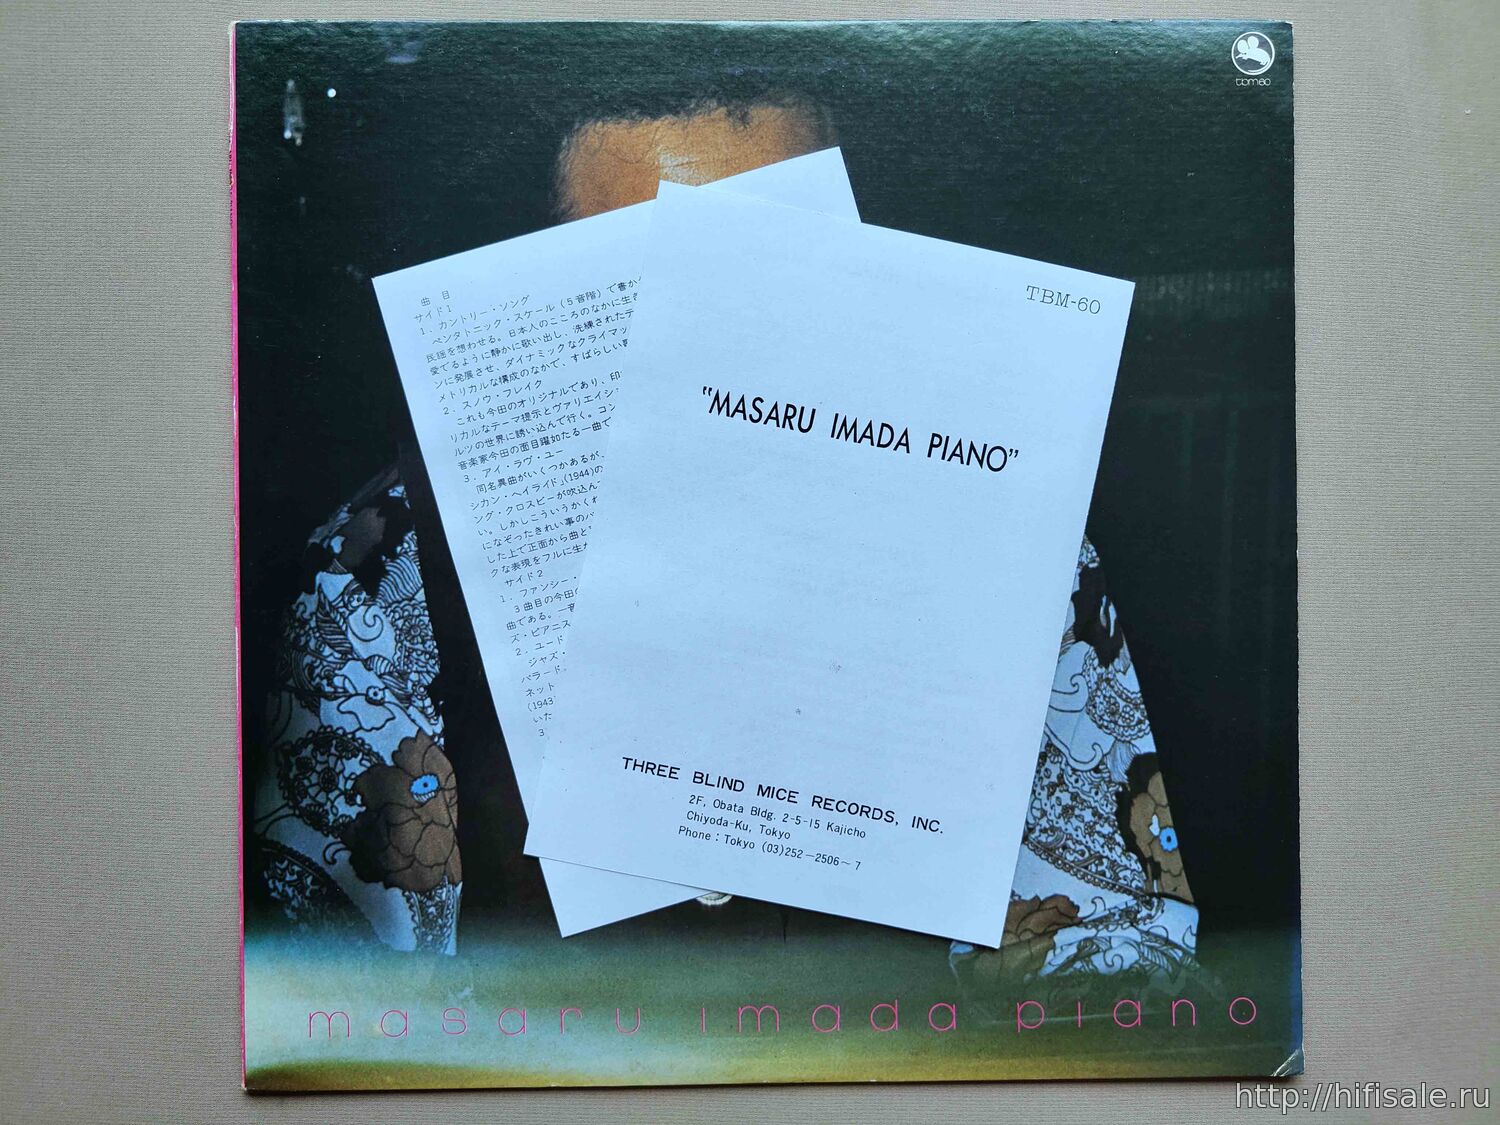 tbm60
曲 目
サイド1
1．カントリー・ソング
ペンタトニック・スケール（5音階）で書か
民謡を想わせる。日本人のこころのなかに生き
愛でるように静かに歌い出し、洗練されたテ
ンに発展させ、ダイナミックなクライマッ
メトリカルな構成のなかで、すばらしい
2．スノウ・フレイク
これも今田のオリジナルであり、印
リカルなテーマ提示とヴァリエイシ
ルツの世界に誘い込んで行く。コン
音楽家今田の面目躍如たる一曲で
3．アイ・ラヴ・ユー
同名異曲がいくつかあるが、
シカン・ヘイライド」(1944)の
ング・クロスビーが吹込ん
い。しかしこういうかくれ
になぞったきれい事のバ
した上で正面から曲と
クな表現をフルに生か
サイド2
1．ファンシー・
3曲目の今田の
曲である。一音
ズ・ピアニス
2．ユード
ジャズ・
バラード
ネット
(1943
いた
3
TBM-60
"MASARU IMADA PIANO"
THREE BLIND MICE RECORDS, INC.
2F, Obata Bldg. 2-5-15 Kajicho
Chiyoda-Ku, Tokyo
Phone : Tokyo (03)252-2506~7
masaru imada piano
http://hifisale.ru